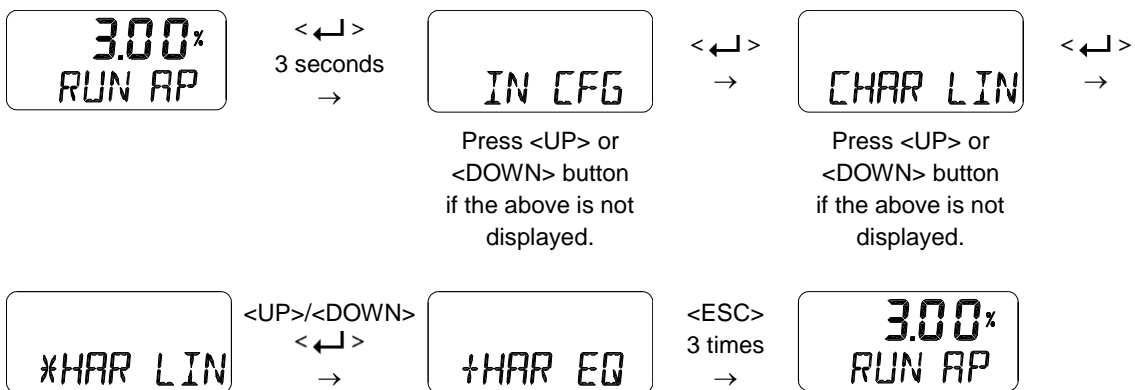 3.00%
RUN AP
< ↵ >
3 seconds
→
IN CFG
Press <UP> or
<DOWN> button
if the above is not
displayed.
< ↵ >
→
CHAR LIN
Press <UP> or
<DOWN> button
if the above is not
displayed.
< ↵ >
→
*HAR LIN
<UP>/<DOWN>
< ↵ >
→
+HAR EQ
<ESC>
3 times
→
3.00%
RUN AP